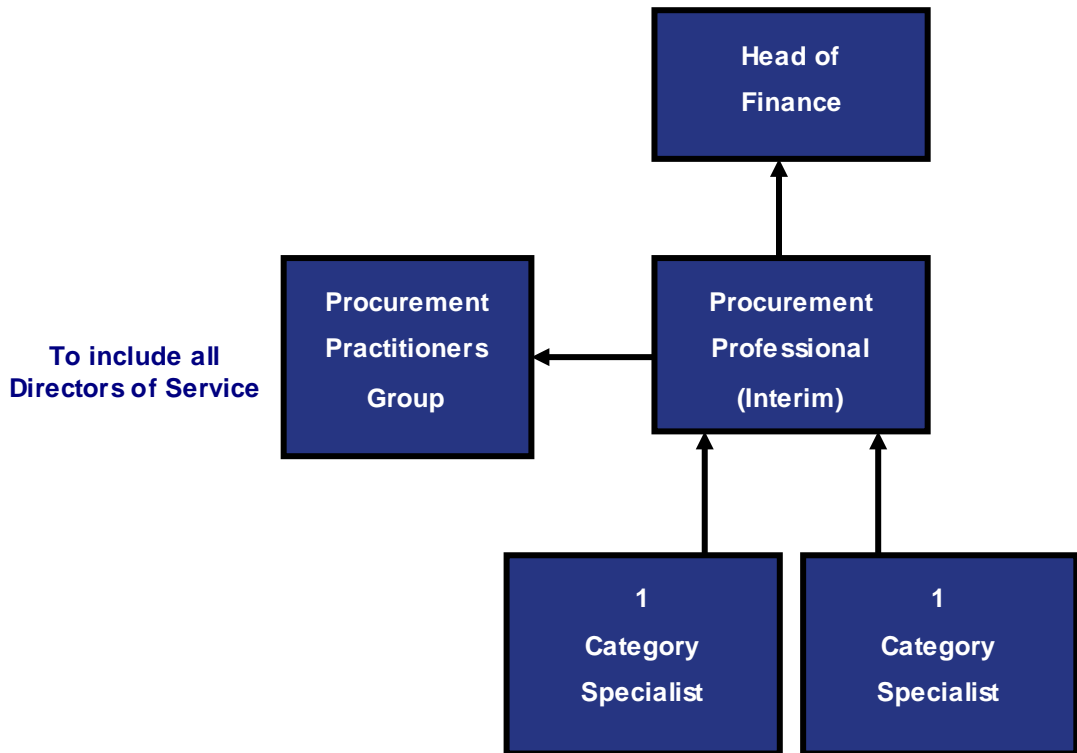 Head of
Finance
To include all
Directors of Service
Procurement
Practitioners
Group
Procurement
Professional
(Interim)
1
Category
Specialist
1
Category
Specialist